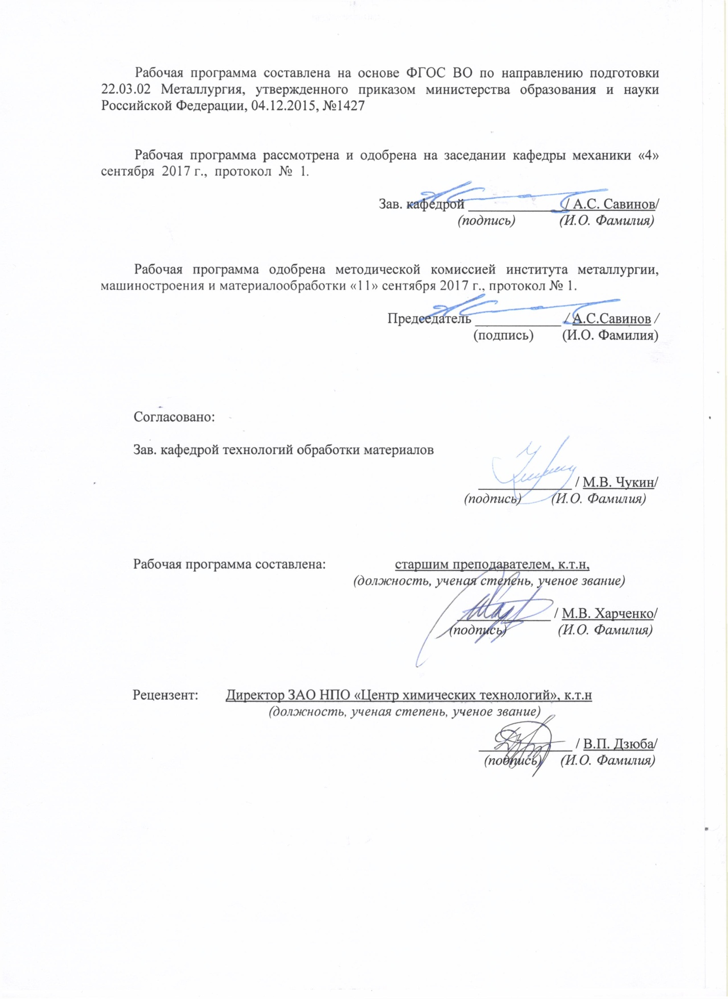 Рабочая программа составлена на основе ФГОС ВО по направлению подготовки
22.03.02 Металлургия, утвержденного приказом министерства образования и науки
Российской Федерации, 04.12.2015, №1427
Рабочая программа рассмотрена и одобрена на заседании кафедры механики «4»
сентября 2017 г., протокол № 1.
Зав. кафедрой ______________/ А.С. Савинов/
(подпись) (И.О. Фамилия)
Рабочая программа одобрена методической комиссией института металлургии,
машиностроения и материалообработки «11» сентября 2017 г., протокол № 1.
Председатель ____________ / А.С.Савинов /
(подпись) (И.О. Фамилия)
Согласовано:
Зав. кафедрой технологий обработки материалов
_____________ / М.В. Чукин/
(подпись) (И.О. Фамилия)
Рабочая программа составлена: старшим преподавателем, к.т.н,
(должность, ученая степень, ученое звание)
_____________ / М.В. Харченко/
(подпись) (И.О. Фамилия)
Рецензент: Директор ЗАО НПО «Центр химических технологий», к.т.н
(должность, ученая степень, ученое звание)
_____________ / В.П. Дзюба/
(подпись) (И.О. Фамилия)